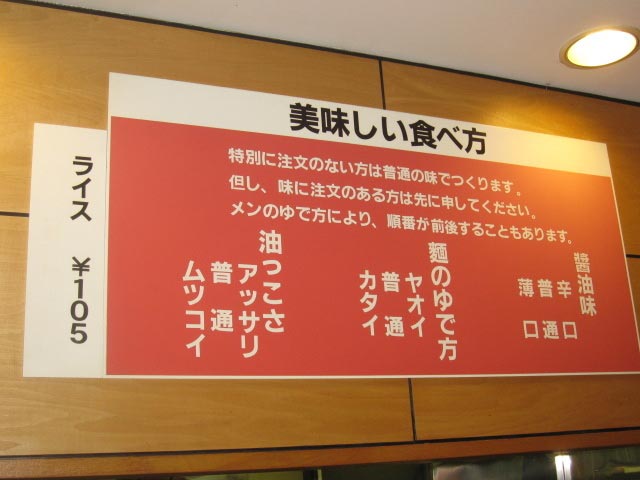 美味しい食べ方
特別に注文のない方は普通の味でつくります。
但し、味に注文のある方は先に申してください。
メンのゆで方により、順番が前後することもあります。
醬油味
辛口
普通
薄口
麵のゆで方
ヤオイ
普通
カタイ
油っこさ
アッサリ
普通
ムツコイ
ライス ¥105